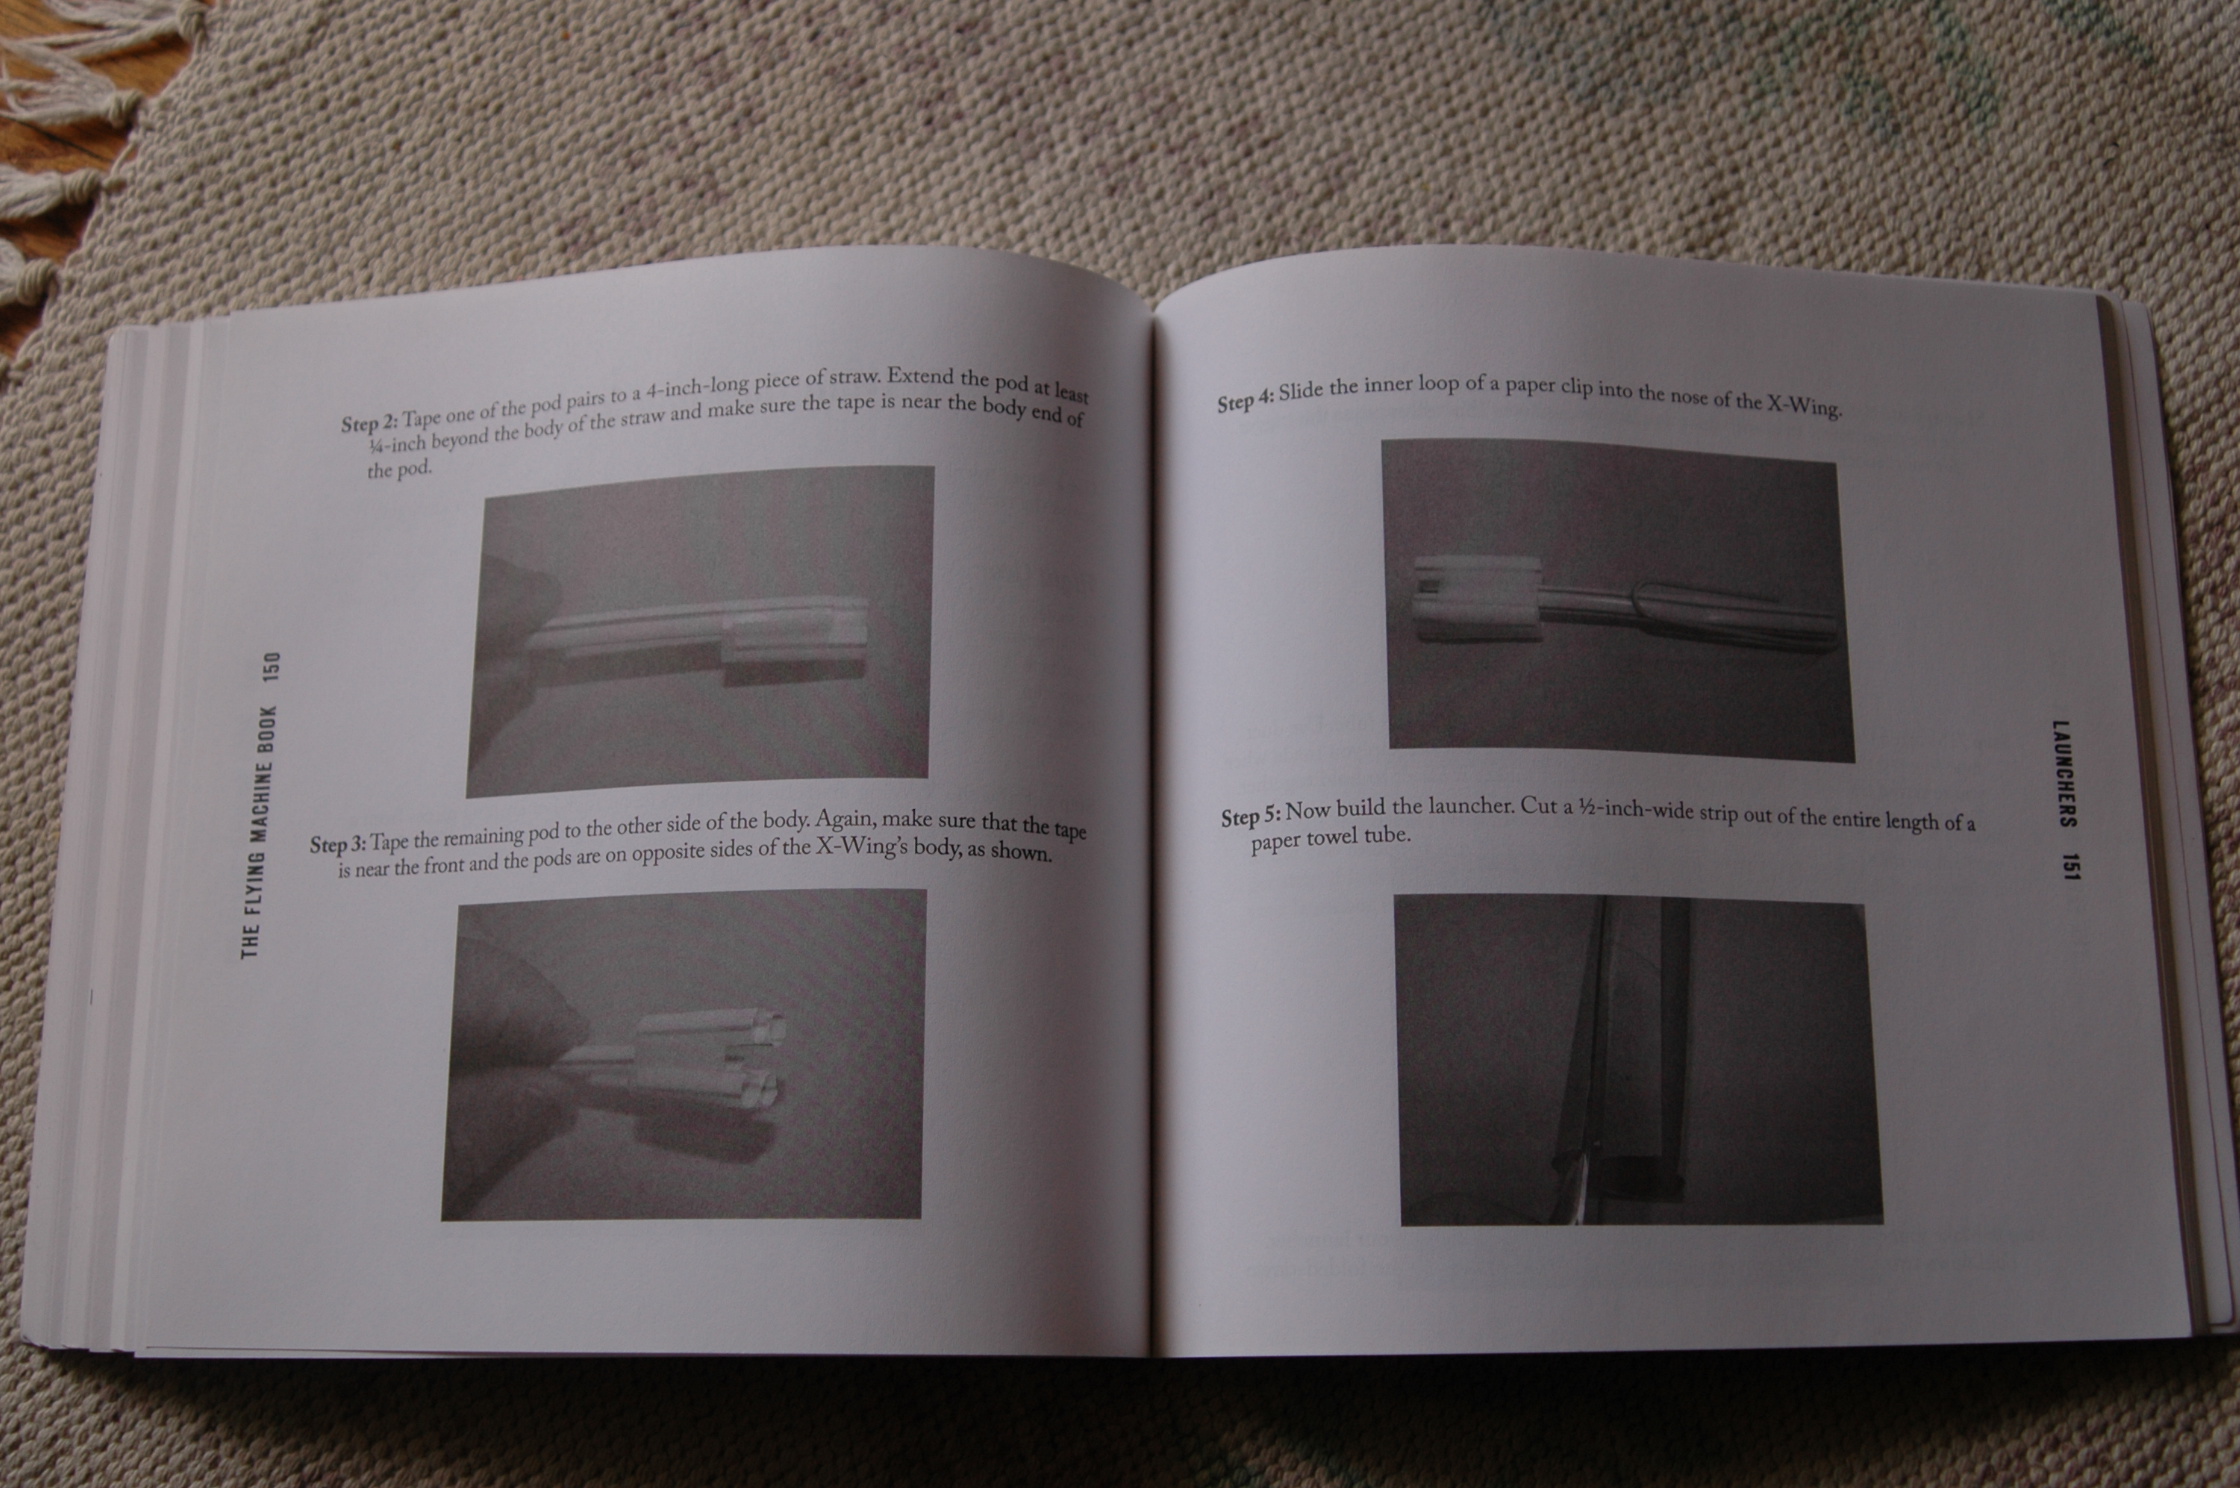 Step 2: Tape one of the pod pairs to a 4-inch-long piece of straw. Extend the pod at least
¼-inch beyond the body of the straw and make sure the tape is near the body end of
the pod.
Step 3: Tape the remaining pod to the other side of the body. Again, make sure that the tape
is near the front and the pods are on opposite sides of the X-Wing's body, as shown.
THE FLYING MACHINE BOOK 150
Step 4: Slide the inner loop of a paper clip into the nose of the X-Wing.
Step 5: Now build the launcher. Cut a ½-inch-wide strip out of the entire length of a
paper towel tube.
LAUNCHERS 151